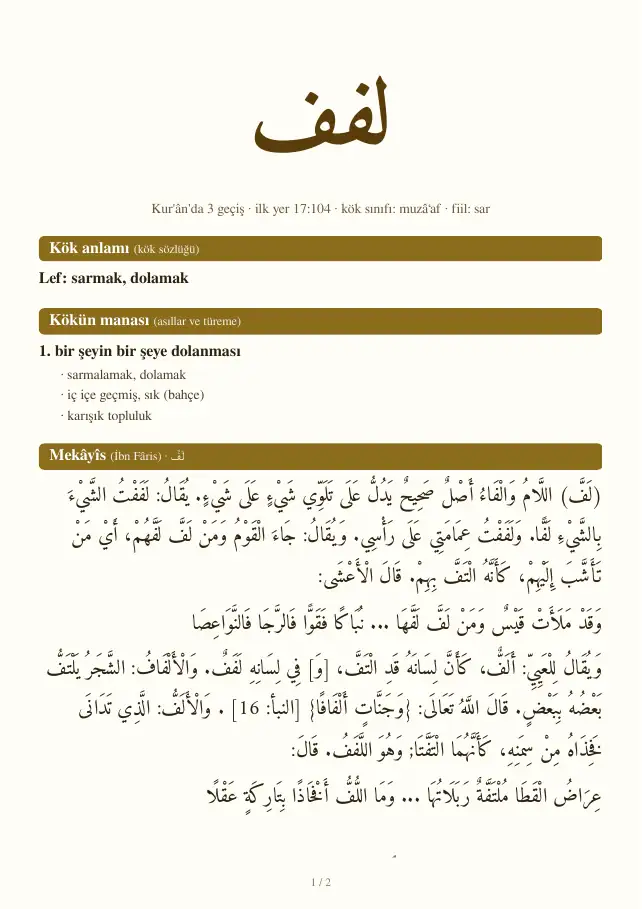 لفف
Kur'ân'da 3 geçiş · ilk yer 17:104 · kök sınıfı: muzâ'af · fiil: sar
Kök anlamı (kök sözlüğü)
Lef: sarmak, dolamak
Kökün manası (asıllar ve türeme)
1. bir şeyin bir şeye dolanması
· sarmalamak, dolamak
· iç içe geçmiş, sık (bahçe)
· karışık topluluk
Mekâyîs (İbn Fâris) · لَفَّ
(لَفَّ) اللَّامُ وَالْفَاءُ أَصْلٌ صَحِيحٌ يَدُلُّ عَلَى تَلَوِّي شَيْءٍ عَلَى شَيْءٍ. يُقَالُ: لَفَفْتُ الشَّيْءَ
بِالشَّيْءِ لَفًّا. وَلَفَفْتُ عِمَامَتِي عَلَى رَأْسِي. وَيُقَالُ: جَاءَ الْقَوْمُ وَمَنْ لَفَّ لَفَّهُمْ، أَيْ مَنْ
تَأَشَّبَ إِلَيْهِمْ، كَأَنَّهُ الْتَفَّ بِهِمْ. قَالَ الْأَعْشَى:
وَقَدْ مَلَأَتْ قَيْسٌ وَمَنْ لَفَّ لَفَّهَا ... نُبَاكًا فَقَوًّا فَالرَّجَا فَالنَّوَاعِصَا
وَيُقَالُ لِلْعَيِيِّ: أَلَفُّ، كَأَنَّ لِسَانَهُ قَدِ الْتَفَّ، [وَ] فِي لِسَانِهِ لَفَفٌ. وَالْأَلْفَافُ: الشَّجَرُ يَلْتَفُّ
بَعْضُهُ بِبَعْضٍ. قَالَ اللَّهُ تَعَالَى: {وَجَنَّاتٍ أَلْفَافًا} [النبأ: 16] . وَالْأَلَفُّ: الَّذِي تَدَانَى
فَخِذَاهُ مِنْ سِمَنِهِ، كَأَنَّهُمَا الْتَفَّتَا; وَهُوَ اللَّفَفُ. قَالَ:
عِرَاضُ الْقَطَا مُلْتَفَّةٌ رَبَلَاتُهَا ... وَمَا اللُّفُّ أَفْخَاذًا بِتَارِكَةٍ عَقْلًا
1 / 2